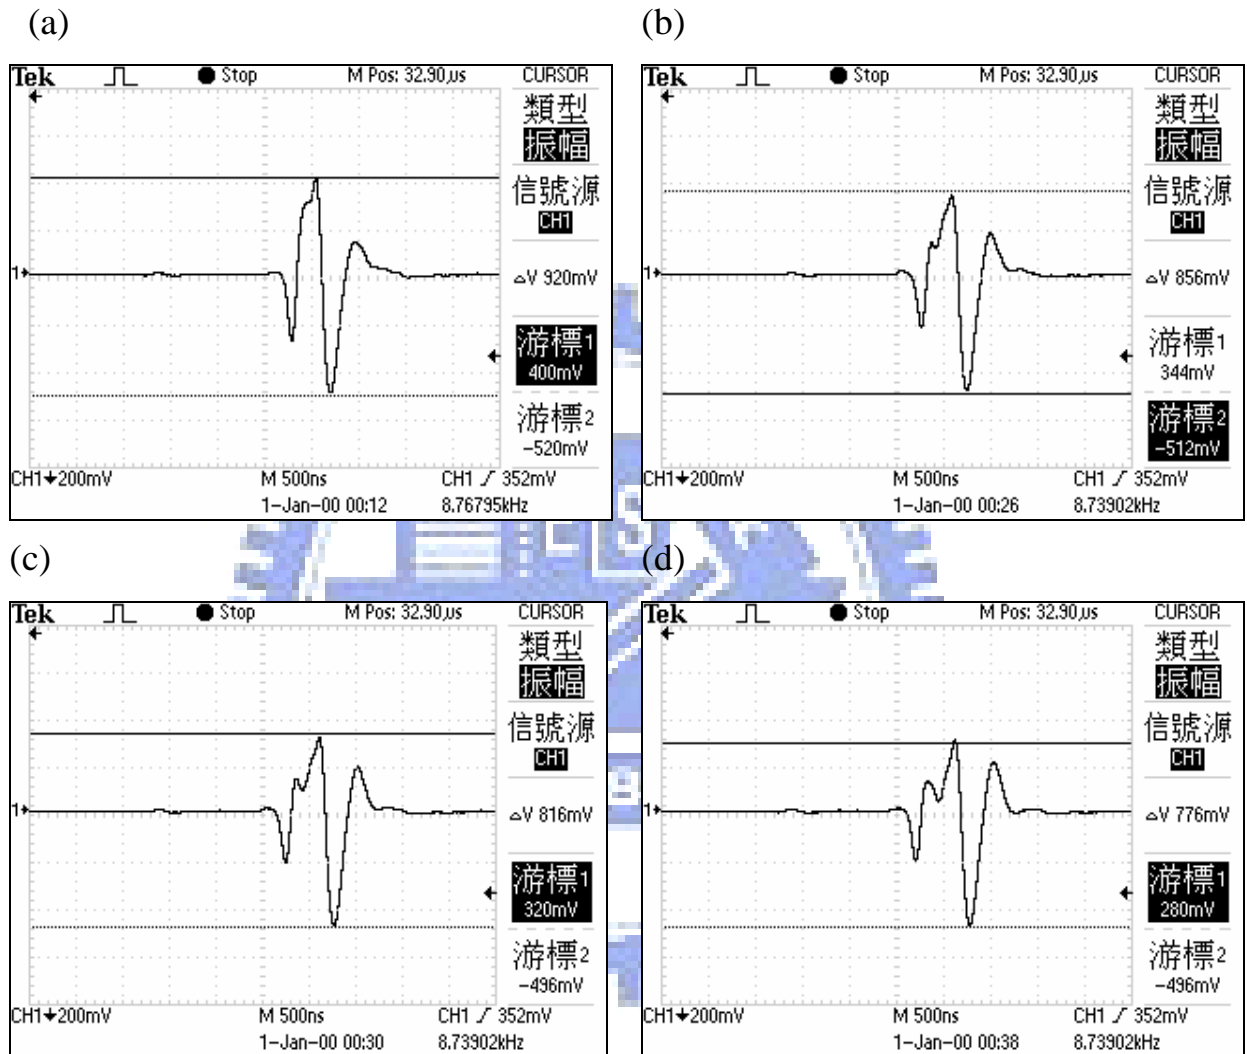 (a)
Tek Stop M Pos: 32.90µs CURSOR
類型
振幅
信號源
CH1
1
△V 920mV
游標1
400mV
游標2
-520mV
CH1 200mV M 500ns CH1 352mV
1-Jan-00 00:12 8.76795kHz
(b)
Tek Stop M Pos: 32.90µs CURSOR
類型
振幅
信號源
CH1
1
△V 856mV
游標1
344mV
游標2
-512mV
CH1 200mV M 500ns CH1 352mV
1-Jan-00 00:26 8.73902kHz
(c)
Tek Stop M Pos: 32.90µs CURSOR
類型
振幅
信號源
CH1
1
△V 816mV
游標1
320mV
游標2
-496mV
CH1 200mV M 500ns CH1 352mV
1-Jan-00 00:30 8.73902kHz
(d)
Tek Stop M Pos: 32.90µs CURSOR
類型
振幅
信號源
CH1
1
△V 776mV
游標1
280mV
游標2
-496mV
CH1 200mV M 500ns CH1 352mV
1-Jan-00 00:38 8.73902kHz